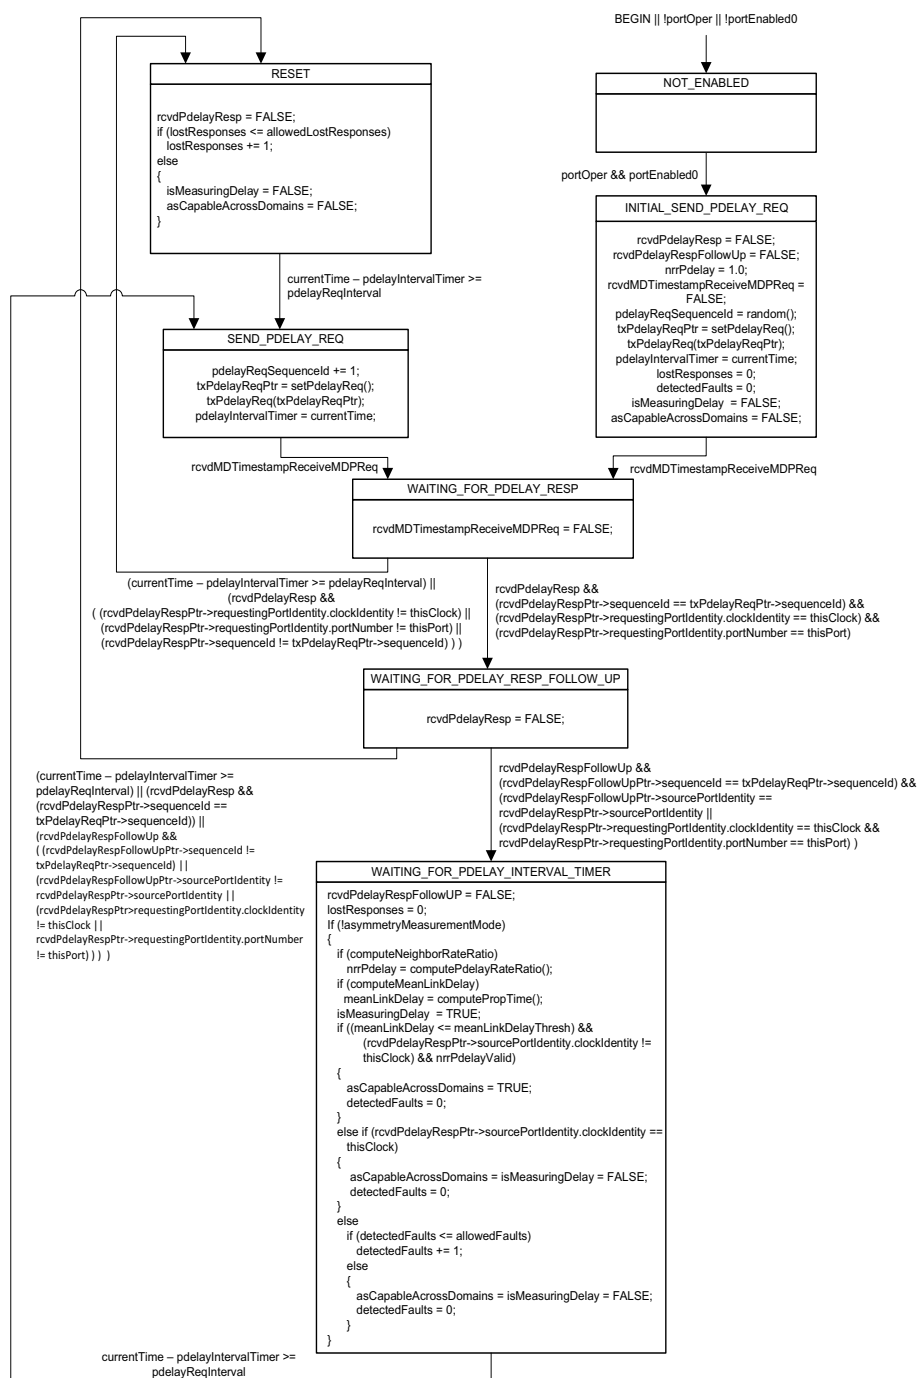 BEGIN || !portOper || !portEnabled0
RESET
rcvdPdelayResp = FALSE;
if (lostResponses <= allowedLostResponses)
lostResponses += 1;
else
{
isMeasuringDelay = FALSE;
asCapableAcrossDomains = FALSE;
}
NOT_ENABLED
portOper && portEnabled0
INITIAL_SEND_PDELAY_REQ
rcvdPdelayResp = FALSE;
rcvdPdelayRespFollowUp = FALSE;
nrrPdelay = 1.0;
rcvdMDTimestampReceiveMDPReq =
FALSE;
pdelayReqSequenceId = random();
txPdelayReqPtr = setPdelayReq();
txPdelayReq(txPdelayReqPtr);
pdelayIntervalTimer = currentTime;
lostResponses = 0;
detectedFaults = 0;
isMeasuringDelay  = FALSE;
asCapableAcrossDomains = FALSE;
currentTime – pdelayIntervalTimer >=
pdelayReqInterval
SEND_PDELAY_REQ
pdelayReqSequenceId += 1;
txPdelayReqPtr = setPdelayReq();
txPdelayReq(txPdelayReqPtr);
pdelayIntervalTimer = currentTime;
rcvdMDTimestampReceiveMDPReq
rcvdMDTimestampReceiveMDPReq
WAITING_FOR_PDELAY_RESP
rcvdMDTimestampReceiveMDPReq = FALSE;
(currentTime – pdelayIntervalTimer >= pdelayReqInterval) ||
(rcvdPdelayResp &&
( (rcvdPdelayRespPtr->requestingPortIdentity.clockIdentity != thisClock) ||
(rcvdPdelayRespPtr->requestingPortIdentity.portNumber != thisPort) ||
(rcvdPdelayRespPtr->sequenceId != txPdelayReqPtr->sequenceId) ) )
rcvdPdelayResp &&
(rcvdPdelayRespPtr->sequenceId == txPdelayReqPtr->sequenceId) &&
(rcvdPdelayRespPtr->requestingPortIdentity.clockIdentity == thisClock) &&
(rcvdPdelayRespPtr->requestingPortIdentity.portNumber == thisPort)
WAITING_FOR_PDELAY_RESP_FOLLOW_UP
rcvdPdelayResp = FALSE;
(currentTime – pdelayIntervalTimer >=
pdelayReqInterval) || (rcvdPdelayResp &&
(rcvdPdelayRespPtr->sequenceId ==
txPdelayReqPtr->sequenceId)) ||
(rcvdPdelayRespFollowUp &&
( (rcvdPdelayRespFollowUpPtr->sequenceId !=
txPdelayReqPtr->sequenceId) ||
(rcvdPdelayRespFollowUpPtr->sourcePortIdentity !=
rcvdPdelayRespPtr->sourcePortIdentity ||
(rcvdPdelayRespPtr>requestingPortIdentity.clockIdentity
!= thisClock ||
rcvdPdelayRespPtr->requestingPortIdentity.portNumber
!= thisPort) ) )  )
rcvdPdelayRespFollowUp &&
(rcvdPdelayRespFollowUpPtr->sequenceId == txPdelayReqPtr->sequenceId) &&
(rcvdPdelayRespFollowUpPtr->sourcePortIdentity ==
rcvdPdelayRespPtr->sourcePortIdentity ||
(rcvdPdelayRespPtr->requestingPortIdentity.clockIdentity == thisClock &&
rcvdPdelayRespPtr->requestingPortIdentity.portNumber == thisPort) )
WAITING_FOR_PDELAY_INTERVAL_TIMER
rcvdPdelayRespFollowUP = FALSE;
lostResponses = 0;
If (!asymmetryMeasurementMode)
{
if (computeNeighborRateRatio)
nrrPdelay = computePdelayRateRatio();
if (computeMeanLinkDelay)
meanLinkDelay = computePropTime();
isMeasuringDelay  = TRUE;
if ((meanLinkDelay <= meanLinkDelayThresh) &&
(rcvdPdelayRespPtr->sourcePortIdentity.clockIdentity !=
thisClock) && nrrPdelayValid)
{
asCapableAcrossDomains = TRUE;
detectedFaults = 0;
}
else if (rcvdPdelayRespPtr->sourcePortIdentity.clockIdentity ==
thisClock)
{
asCapableAcrossDomains = isMeasuringDelay = FALSE;
detectedFaults = 0;
}
else
if (detectedFaults <= allowedFaults)
detectedFaults += 1;
else
{
asCapableAcrossDomains = isMeasuringDelay = FALSE;
detectedFaults = 0;
}
}
currentTime – pdelayIntervalTimer >=
pdelayReqInterval